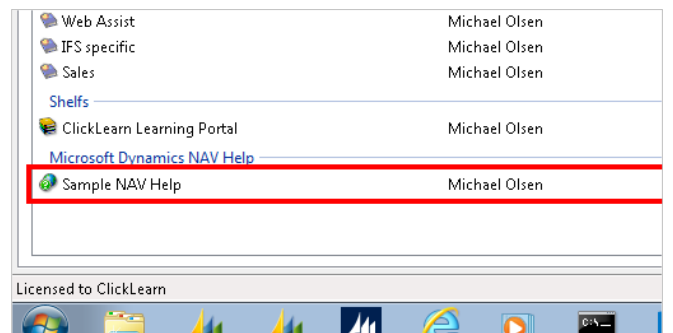 Web Assist Michael Olsen
IFS specific Michael Olsen
Sales Michael Olsen
Shelfs
ClickLearn Learning Portal Michael Olsen
Microsoft Dynamics NAV Help
Sample NAV Help Michael Olsen
Licensed to ClickLearn
C:\_